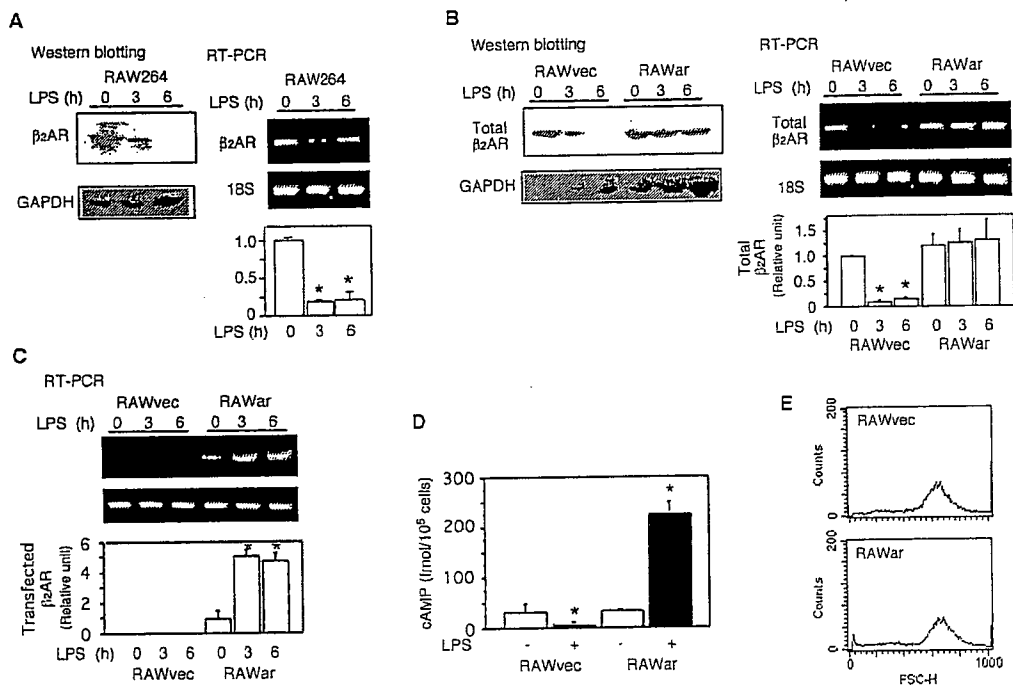 A
Western blotting
RAW264
LPS (h) 0 3 6
β2AR
GAPDH
RT-PCR
RAW264
LPS (h)
0 3 6
β2AR
18S
1.0
0.5
0
LPS (h) 0 3 6
* *
B
Western blotting
RAWvec RAWar
LPS (h) 0 3 6 0 3 6
Total
β2AR
GAPDH
RT-PCR
RAWvec RAWar
LPS (h) 0 3 6 0 3 6
Total
β2AR
18S
Total
β2AR
(Relative unit)
1.5
1.0
0.5
0
* *
LPS (h) 0 3 6 0 3 6
RAWvec RAWar
C
RT-PCR
RAWvec RAWar
LPS (h) 0 3 6 0 3 6
Transfected
β2AR
(Relative unit)
6
4
2
0
* *
LPS (h) 0 3 6 0 3 6
RAWvec RAWar
D
cAMP (fmol/10⁵ cells)
300
200
100
0
* *
LPS - + - +
RAWvec RAWar
E
200
Counts
0
RAWvec
200
Counts
0
RAWar
0 1000
FSC-H